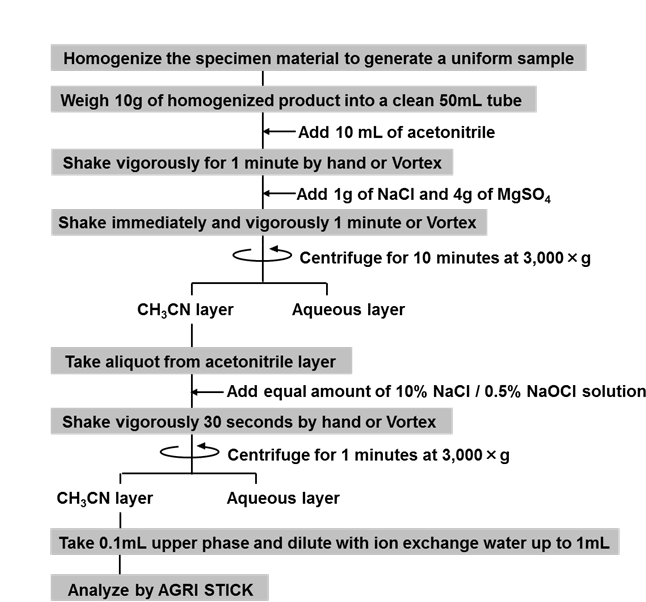 Homogenize the specimen material to generate a uniform sample
Weigh 10g of homogenized product into a clean 50mL tube
Add 10 mL of acetonitrile
Shake vigorously for 1 minute by hand or Vortex
Add 1g of NaCl and 4g of MgSO₄
Shake immediately and vigorously 1 minute or Vortex
Centrifuge for 10 minutes at 3,000 × g
CH₃CN layer
Aqueous layer
Take aliquot from acetonitrile layer
Add equal amount of 10% NaCl / 0.5% NaOCl solution
Shake vigorously 30 seconds by hand or Vortex
Centrifuge for 1 minutes at 3,000 × g
CH₃CN layer
Aqueous layer
Take 0.1mL upper phase and dilute with ion exchange water up to 1mL
Analyze by AGRI STICK